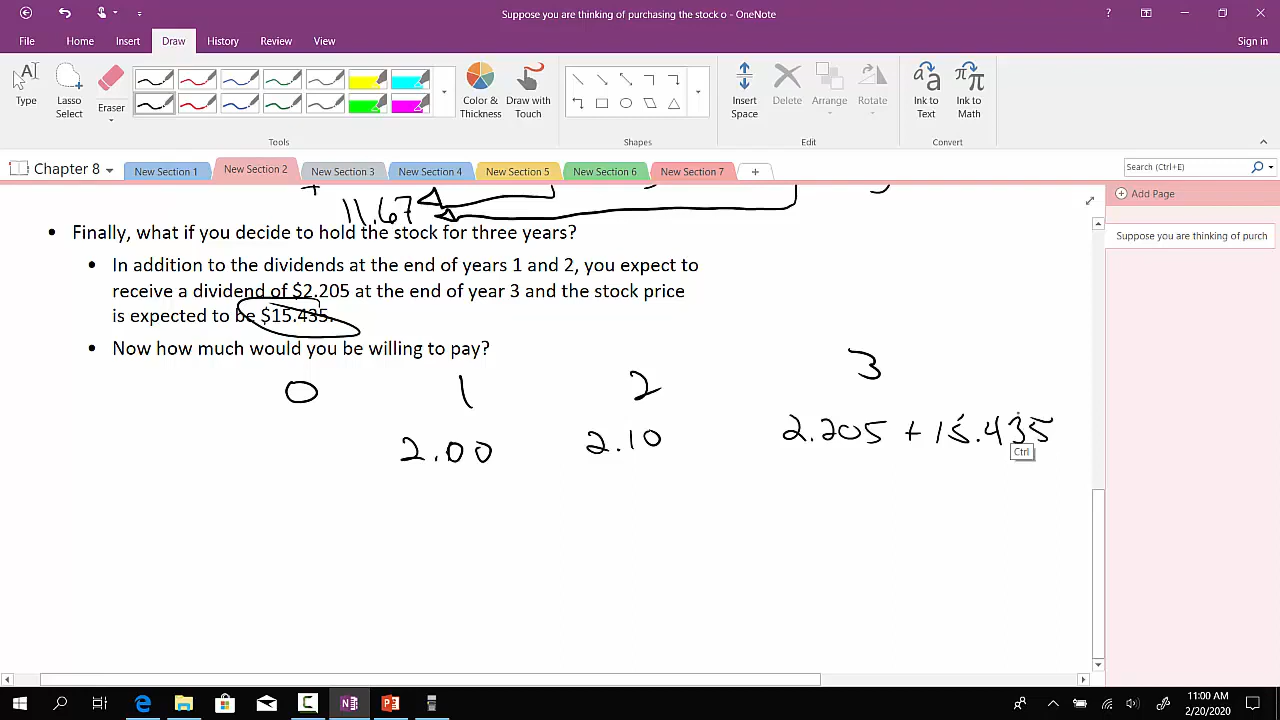 Suppose you are thinking of purchasing the stock o - OneNote
File Home Insert Draw History Review View Sign in
Type Lasso Select Eraser Color & Thickness Draw with Touch Insert Space Delete Arrange Rotate Ink to Text Ink to Math
Tools Shapes Edit Convert
Chapter 8 New Section 1 New Section 2 New Section 3 New Section 4 New Section 5 New Section 6 New Section 7 Search (Ctrl+E)
Add Page
Suppose you are thinking of purch
11.67
• Finally, what if you decide to hold the stock for three years?
• In addition to the dividends at the end of years 1 and 2, you expect to
receive a dividend of $2.205 at the end of year 3 and the stock price
is expected to be $15.435.
• Now how much would you be willing to pay?
0 1 2 3
2.00 2.10 2.205 + 15.435
Ctrl
11:00 AM
2/20/2020